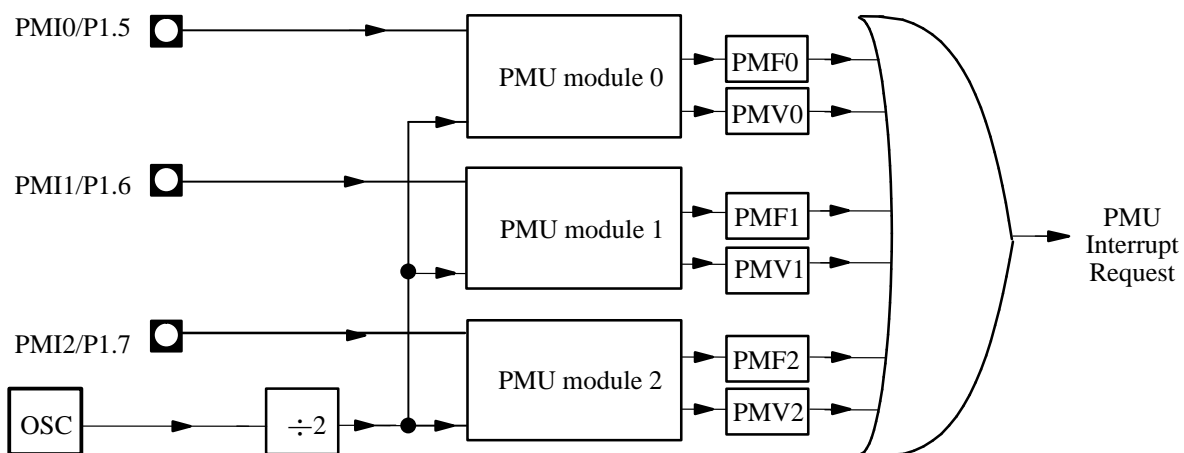 PMI0/P1.5
PMU module 0
PMF0
PMV0
PMI1/P1.6
PMU module 1
PMF1
PMV1
PMU
Interrupt
Request
PMI2/P1.7
PMU module 2
PMF2
PMV2
OSC
÷2